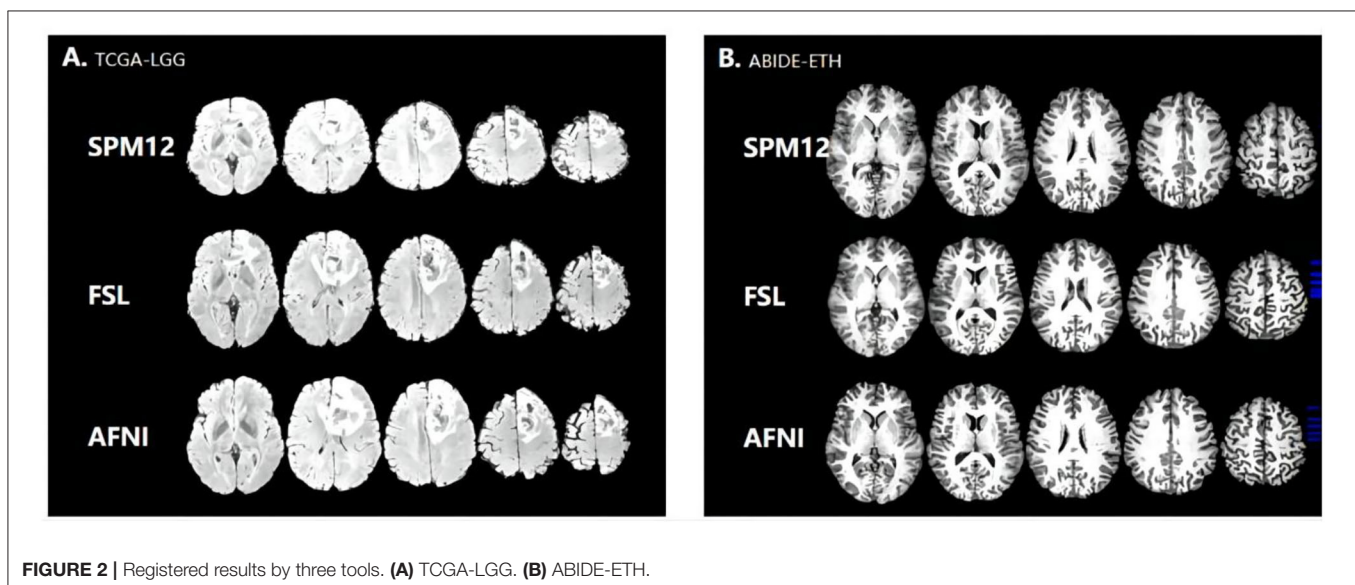 A. TCGA-LGG
SPM12
FSL
AFNI
B. ABIDE-ETH
SPM12
FSL
AFNI
FIGURE 2 | Registered results by three tools. (A) TCGA-LGG. (B) ABIDE-ETH.